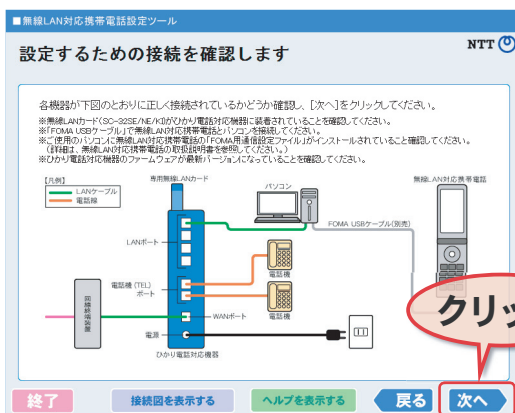 ■無線LAN対応携帯電話設定ツール
設定するための接続を確認します
NTT
各機器が下図のとおりに正しく接続されているかどうか確認し、[次へ]をクリックしてください。
※無線LANカード(SC-32SE/NE/KI)がひかり電話対応機器に装着されていることを確認してください。
※「FOMA USBケーブル」で無線LAN対応携帯電話とパソコンを接続してください。
※ご使用のパソコンに無線LAN対応携帯電話の「FOMA用通信設定ファイル」がインストールされていること確認してください。
(詳細は、無線LAN対応携帯電話の取扱説明書を参照してください。)
※ひかり電話対応機器のファームウェアが最新バージョンになっていることを確認してください。
【凡例】
LANケーブル
電話線
専用無線LANカード
パソコン
無線LAN対応携帯電話
FOMA USBケーブル(別売)
LANポート
電話機
電話機(TEL)
ポート
回線終端装置
WANポート
電話機
電源
ひかり電話対応機器
クリッ
終了
接続図を表示する
ヘルプを表示する
戻る
次へ